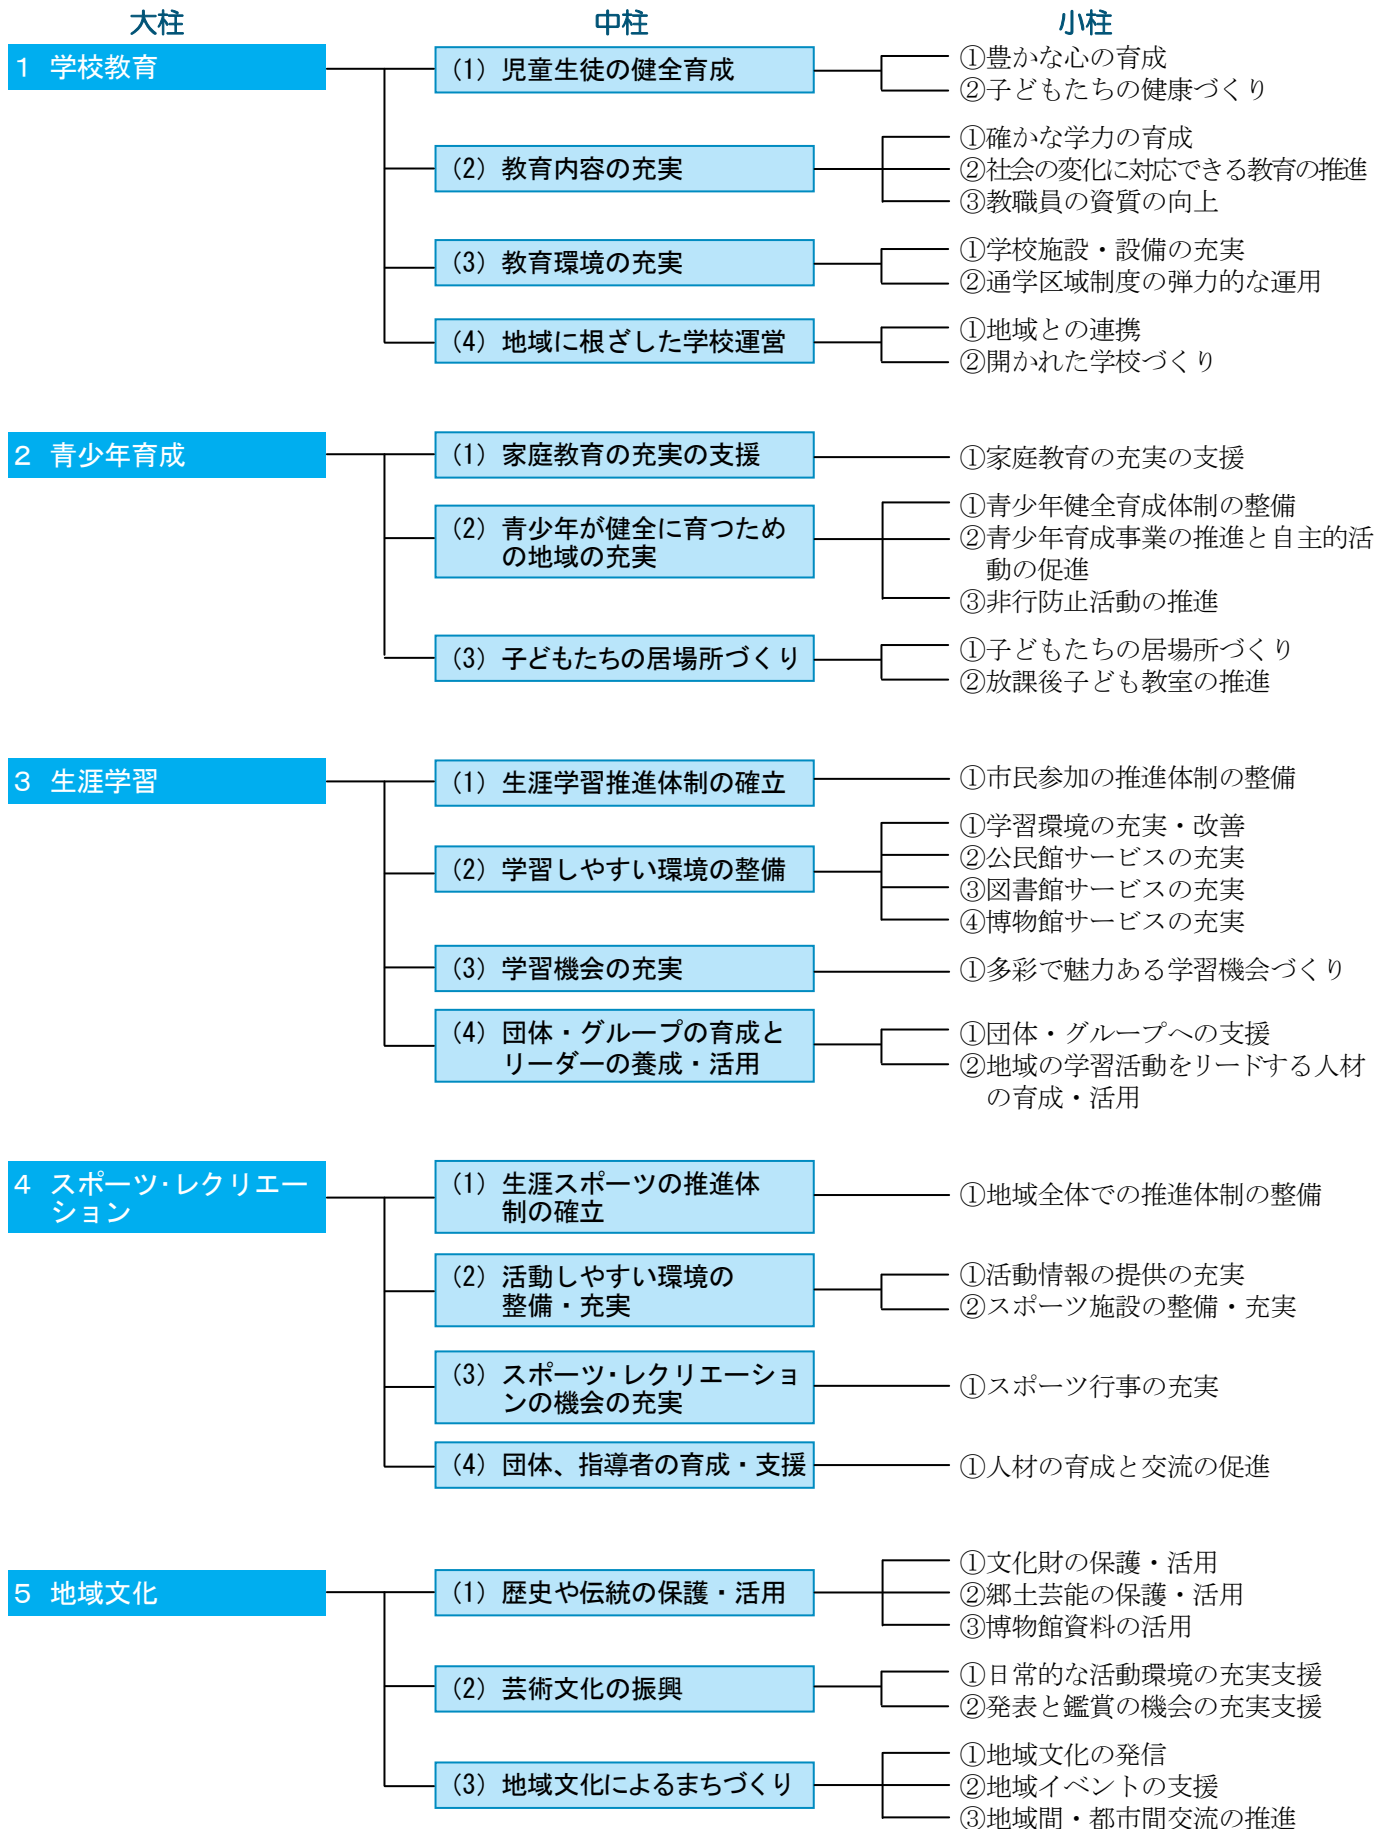 大柱 中柱 小柱
1 学校教育
(1) 児童生徒の健全育成
①豊かな心の育成
②子どもたちの健康づくり
(2) 教育内容の充実
①確かな学力の育成
②社会の変化に対応できる教育の推進
③教職員の資質の向上
(3) 教育環境の充実
①学校施設・設備の充実
②通学区域制度の弾力的な運用
(4) 地域に根ざした学校運営
①地域との連携
②開かれた学校づくり
2 青少年育成
(1) 家庭教育の充実の支援
①家庭教育の充実の支援
(2) 青少年が健全に育つため
の地域の充実
①青少年健全育成体制の整備
②青少年育成事業の推進と自主的活
動の促進
③非行防止活動の推進
(3) 子どもたちの居場所づくり
①子どもたちの居場所づくり
②放課後子ども教室の推進
3 生涯学習
(1) 生涯学習推進体制の確立
①市民参加の推進体制の整備
(2) 学習しやすい環境の整備
①学習環境の充実・改善
②公民館サービスの充実
③図書館サービスの充実
④博物館サービスの充実
(3) 学習機会の充実
①多彩で魅力ある学習機会づくり
(4) 団体・グループの育成と
リーダーの養成・活用
①団体・グループへの支援
②地域の学習活動をリードする人材
の育成・活用
4 スポーツ・レクリエー
ション
(1) 生涯スポーツの推進体
制の確立
①地域全体での推進体制の整備
(2) 活動しやすい環境の
整備・充実
①活動情報の提供の充実
②スポーツ施設の整備・充実
(3) スポーツ・レクリエーショ
ンの機会の充実
①スポーツ行事の充実
(4) 団体、指導者の育成・支援
①人材の育成と交流の促進
5 地域文化
(1) 歴史や伝統の保護・活用
①文化財の保護・活用
②郷土芸能の保護・活用
③博物館資料の活用
(2) 芸術文化の振興
①日常的な活動環境の充実支援
②発表と鑑賞の機会の充実支援
(3) 地域文化によるまちづくり
①地域文化の発信
②地域イベントの支援
③地域間・都市間交流の推進